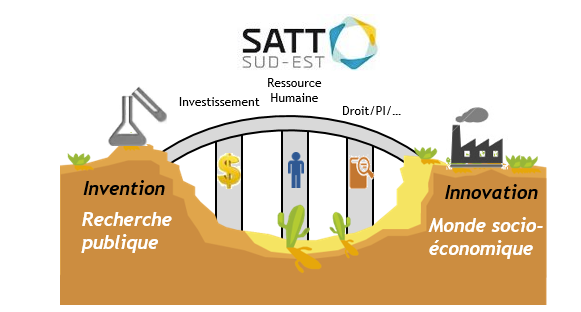 SATT
SUD-EST
Ressource
Humaine
Investissement
Droit/PI/...
$
Invention
Innovation
Recherche
publique
Monde socio-
économique